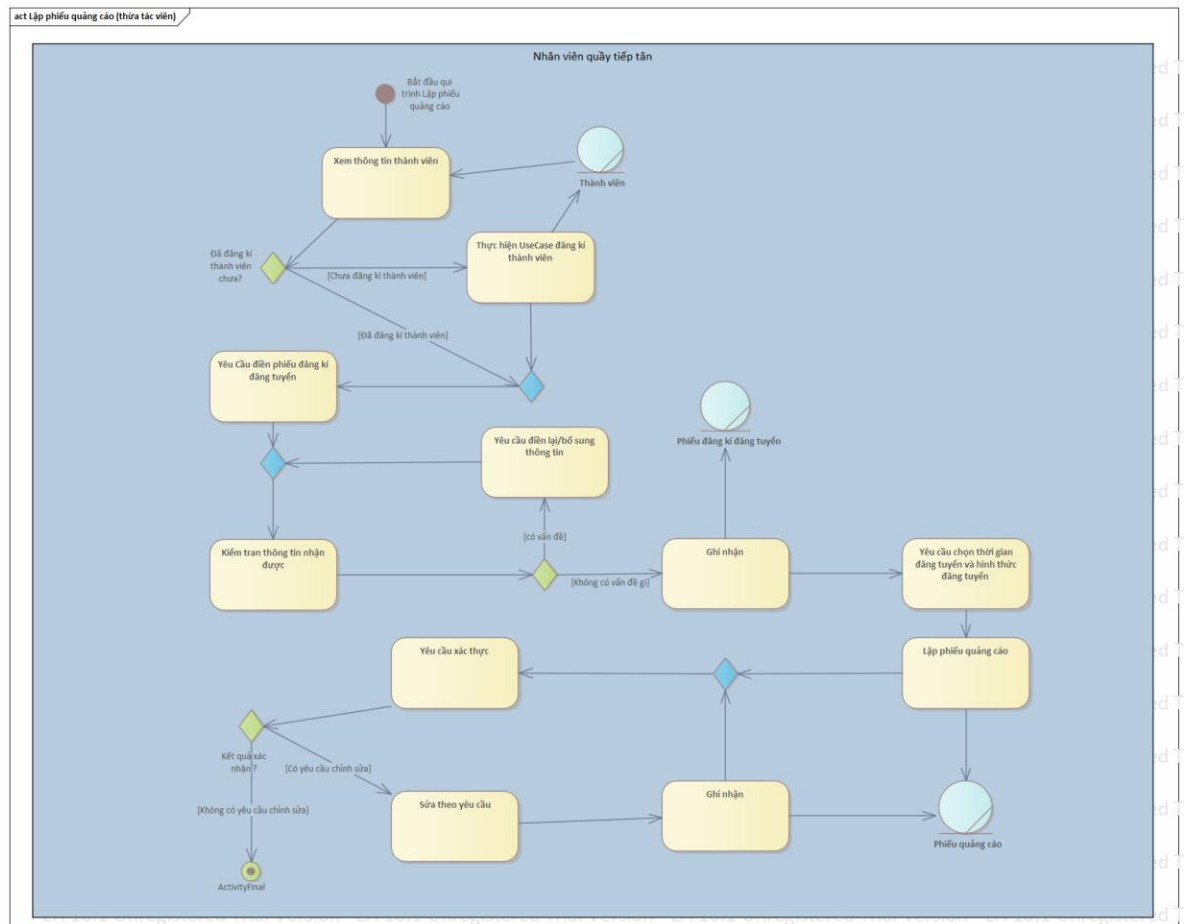 act Lập phiếu quảng cáo (thừa tác viên)
Nhân viên quầy tiếp tân
Bắt đầu qui
trình Lập phiếu
quảng cáo
Xem thông tin thành viên
Thành viên
Thực hiện UseCase đăng kí
thành viên
Đã đăng kí
thành viên
chưa?
[Chưa đăng kí thành viên]
[Đã đăng kí thành viên]
Yêu Cầu điền phiếu đăng kí
đăng tuyển
Yêu cầu điền lại/bổ sung
thông tin
Phiếu đăng kí đăng tuyển
[có vấn đề]
Kiểm tran thông tin nhận
được
[Không có vấn đề gì]
Ghi nhận
Yêu cầu chọn thời gian
đăng tuyển và hình thức
đăng tuyển
Yêu cầu xác thực
Lập phiếu quảng cáo
Kết quả xác
nhận ?
[Có yêu cầu chỉnh sửa]
[Không có yêu cầu chỉnh sửa]
Sửa theo yêu cầu
Ghi nhận
Phiếu quảng cáo
ActivityFinal